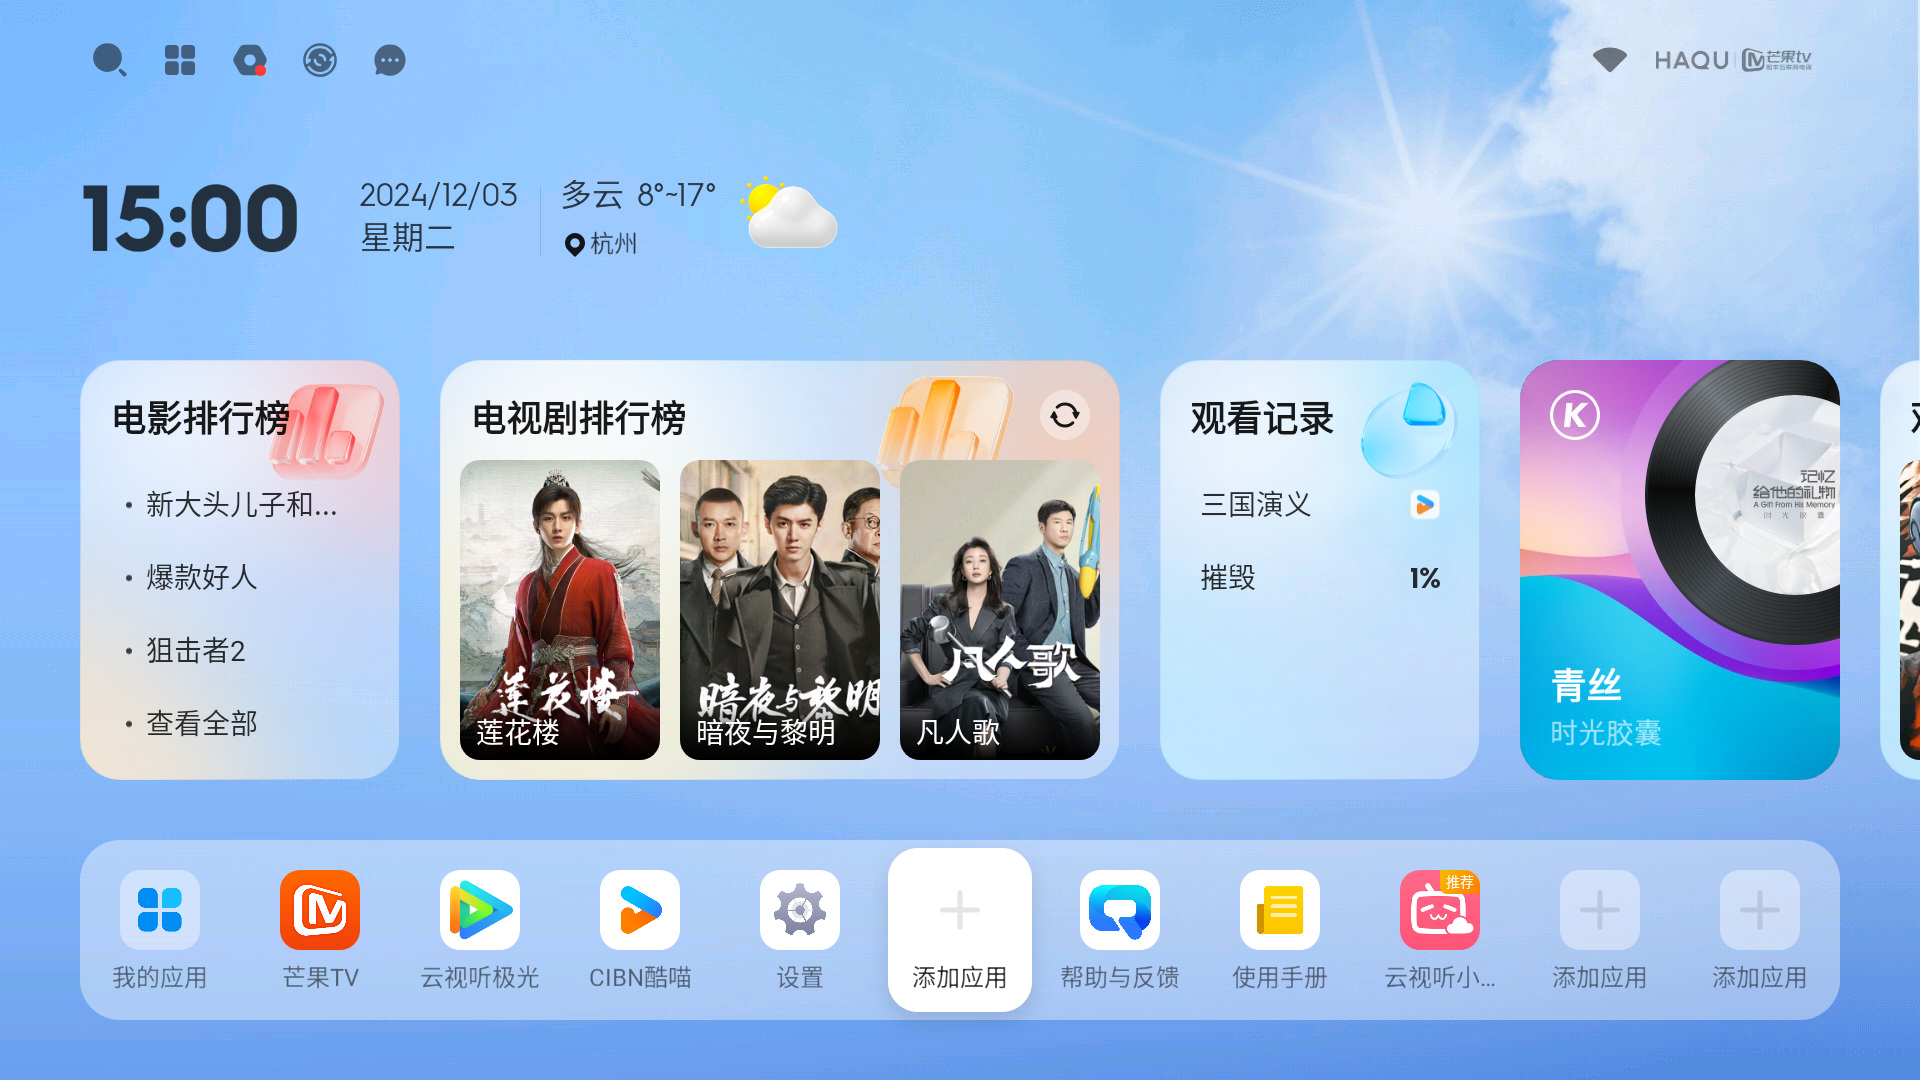 HAQU 芒果tv
15:00
2024/12/03
星期二
多云 8°~17°
杭州
电影排行榜
新大头儿子和...
爆款好人
狙击者2
查看全部
电视剧排行榜
莲花楼
莲花楼
暗夜与黎明
暗夜与黎明
凡人歌
凡人歌
观看记录
三国演义
摧毁 1%
K
记忆
给他的礼物
A Gift From His Memory
时光胶囊
青丝
时光胶囊
推荐
我的应用
芒果TV
云视听极光
CIBN酷喵
设置
添加应用
帮助与反馈
使用手册
云视听小...
添加应用
添加应用